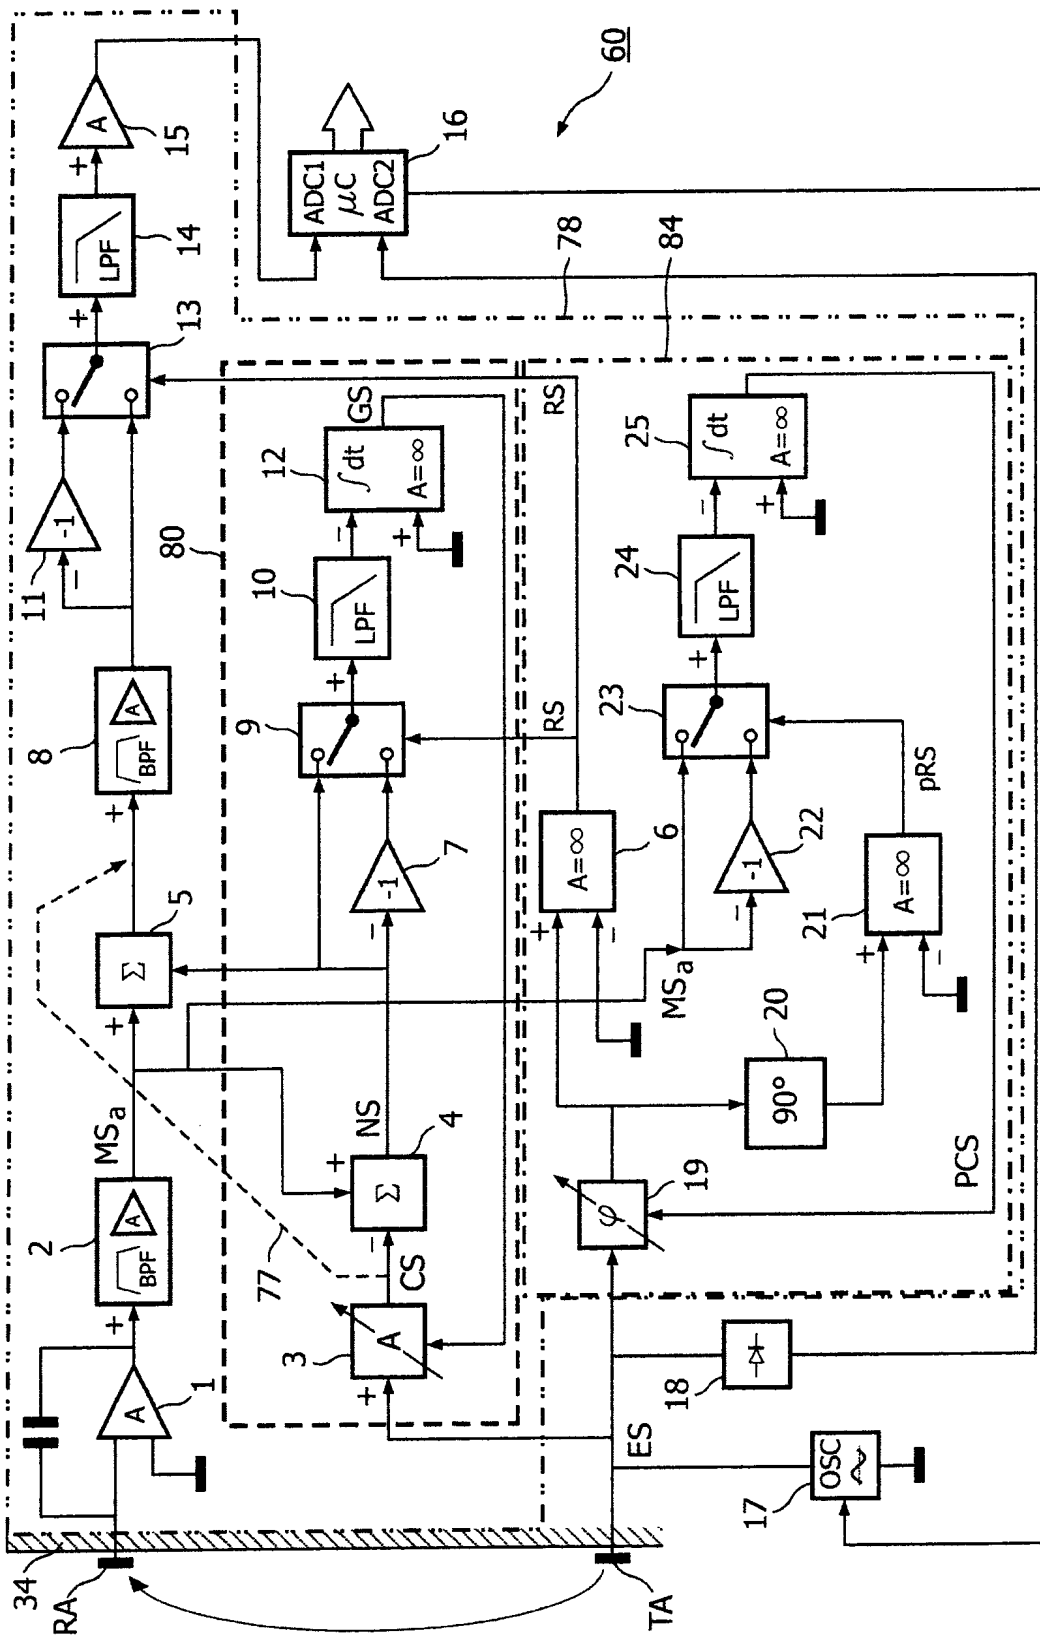 34
RA
A
1
+
2
BPF
A
MSa
+
Σ
5
+
8
BPF
A
−
11
-1
13
+
14
LPF
+
A
15
ADC1
μC
ADC2
16
60
78
84
80
77
3
+
A
CS
−
+
Σ
4
NS
−
-1
7
9
+
10
LPF
−
+
12
∫dt
A=∞
GS
RS
RS
TA
ES
17
OSC
~
18
φ
19
PCS
90°
20
+
−
A=∞
6
MSa
−
-1
22
+
−
21
A=∞
pRS
23
+
24
LPF
−
+
25
∫dt
A=∞